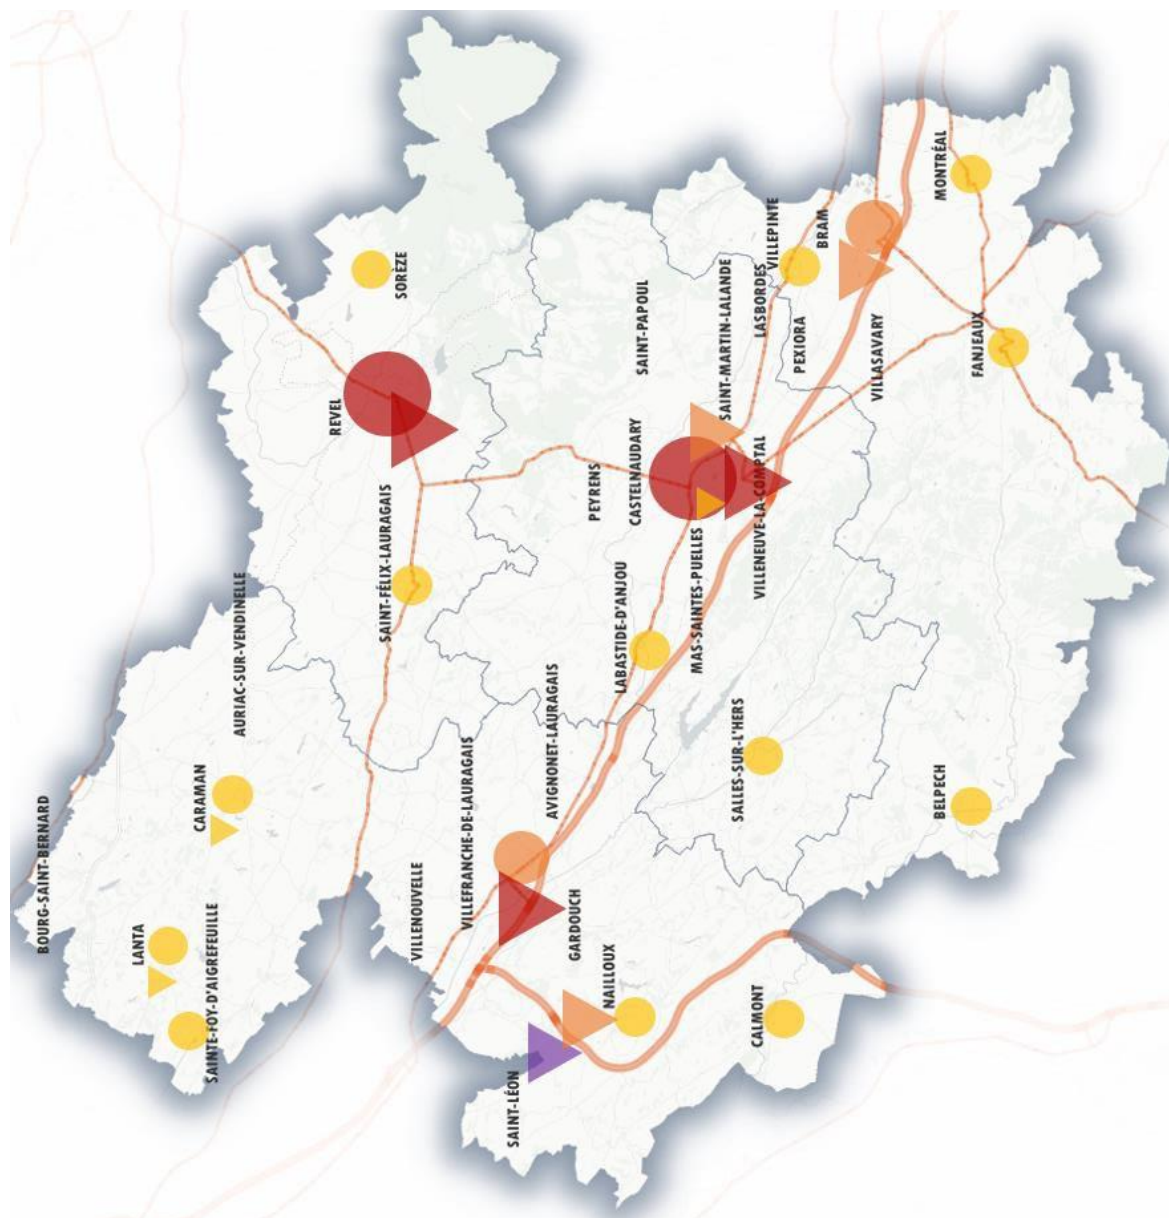 BOURG-SAINT-BERNARD
LANTA
SAINTE-FOY-D'AIGREFEUILLE
CARAMAN
AURIAC-SUR-VENDINELLE
REVEL
SORÈZE
SAINT-FÉLIX-LAURAGAIS
VILLENOUVELLE
VILLEFRANCHE-DE-LAURAGAIS
AVIGNONET-LAURAGAIS
GARDOUCH
SAINT-LÉON
NAILLOUX
CALMONT
PEYRENS
CASTELNAUDARY
LABASTIDE-D'ANJOU
MAS-SAINTES-PUELLES
SAINT-PAPOUL
SAINT-MARTIN-LALANDE
LASBORDES
VILLEPINTE
VILLENEUVE-LA-COMPTAL
PEXIORA
BRAM
VILLASAVARY
SALLES-SUR-L'HERS
BELPECH
FANJEAUX
MONTRÉAL